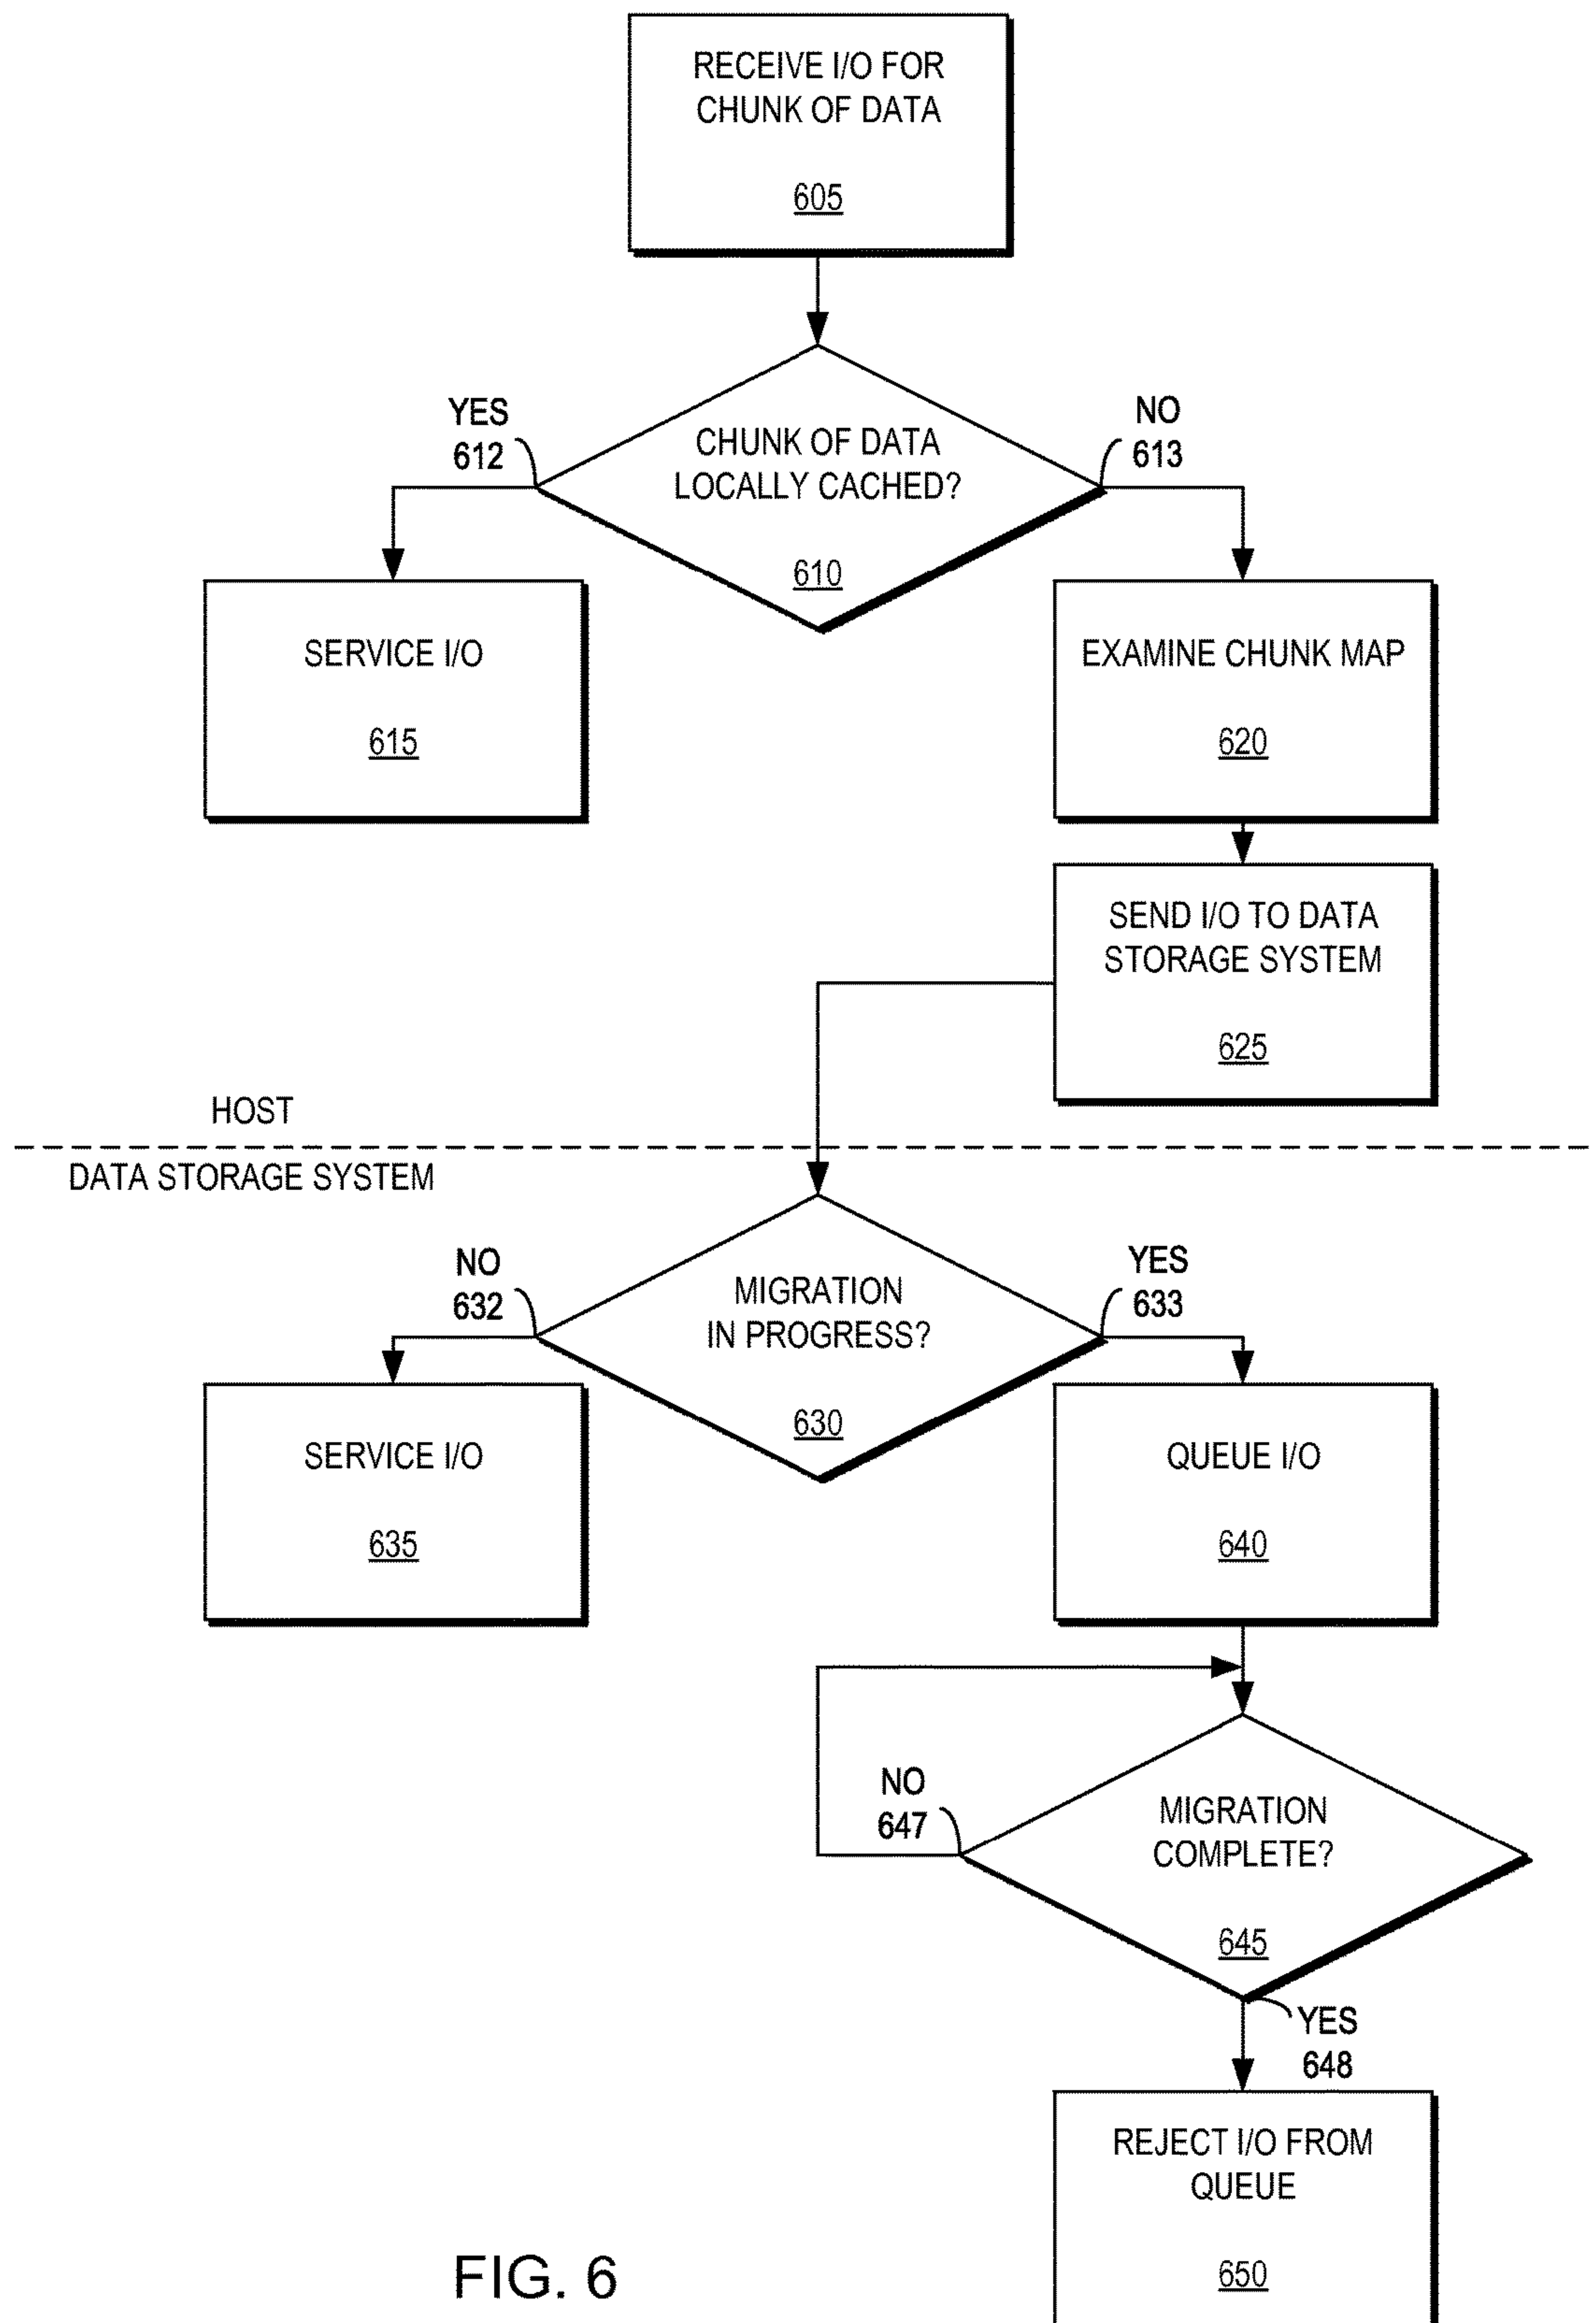 RECEIVE I/O FOR
CHUNK OF DATA
605
YES
612
CHUNK OF DATA
LOCALLY CACHED?
610
NO
613
SERVICE I/O
615
EXAMINE CHUNK MAP
620
SEND I/O TO DATA
STORAGE SYSTEM
625
HOST
DATA STORAGE SYSTEM
NO
632
MIGRATION
IN PROGRESS?
630
YES
633
SERVICE I/O
635
QUEUE I/O
640
NO
647
MIGRATION
COMPLETE?
645
YES
648
REJECT I/O FROM
QUEUE
650
FIG. 6